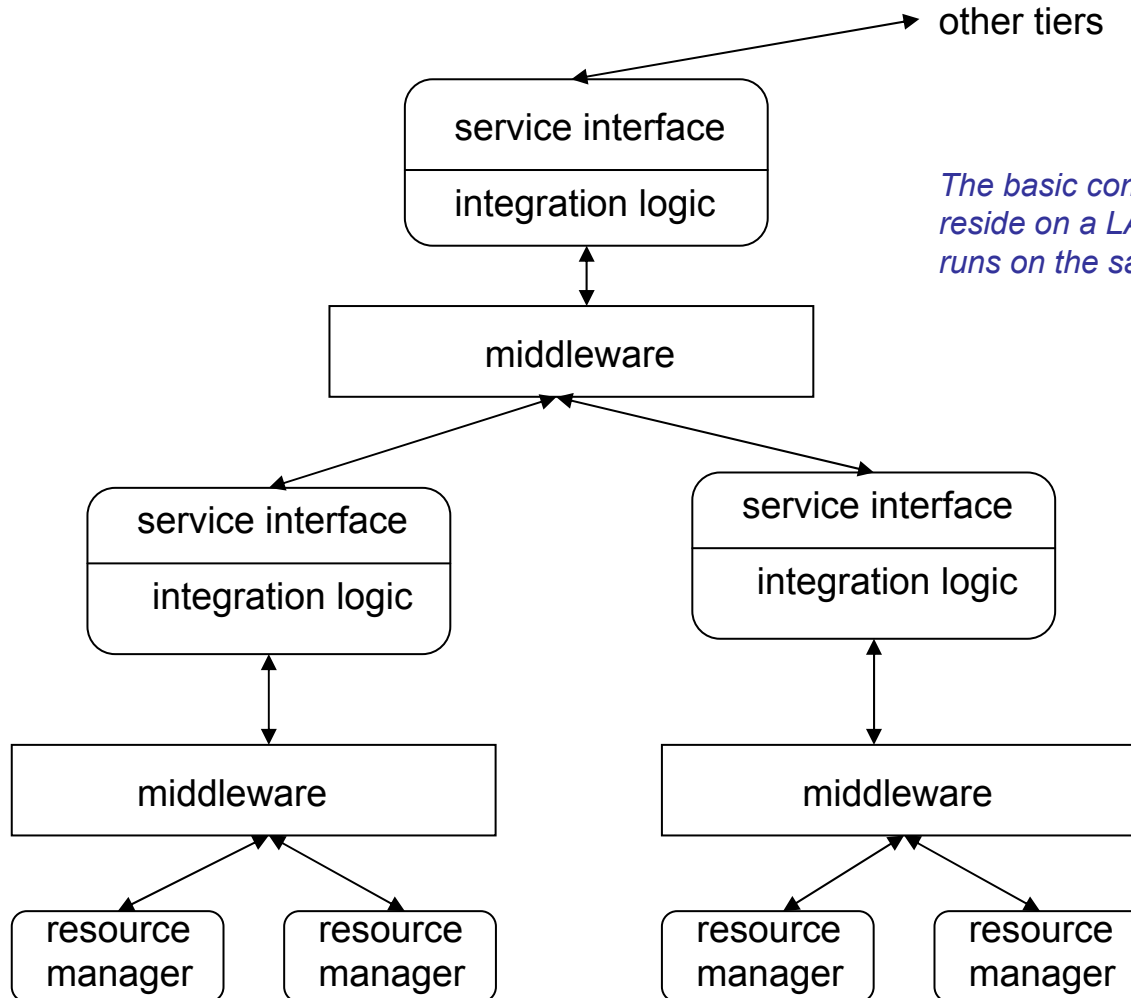 other tiers
service interface
integration logic
The basic
reside on a
runs on the
middleware
service interface
integration logic
service interface
integration logic
middleware
middleware
resource
manager
resource
manager
resource
manager
resource
manager